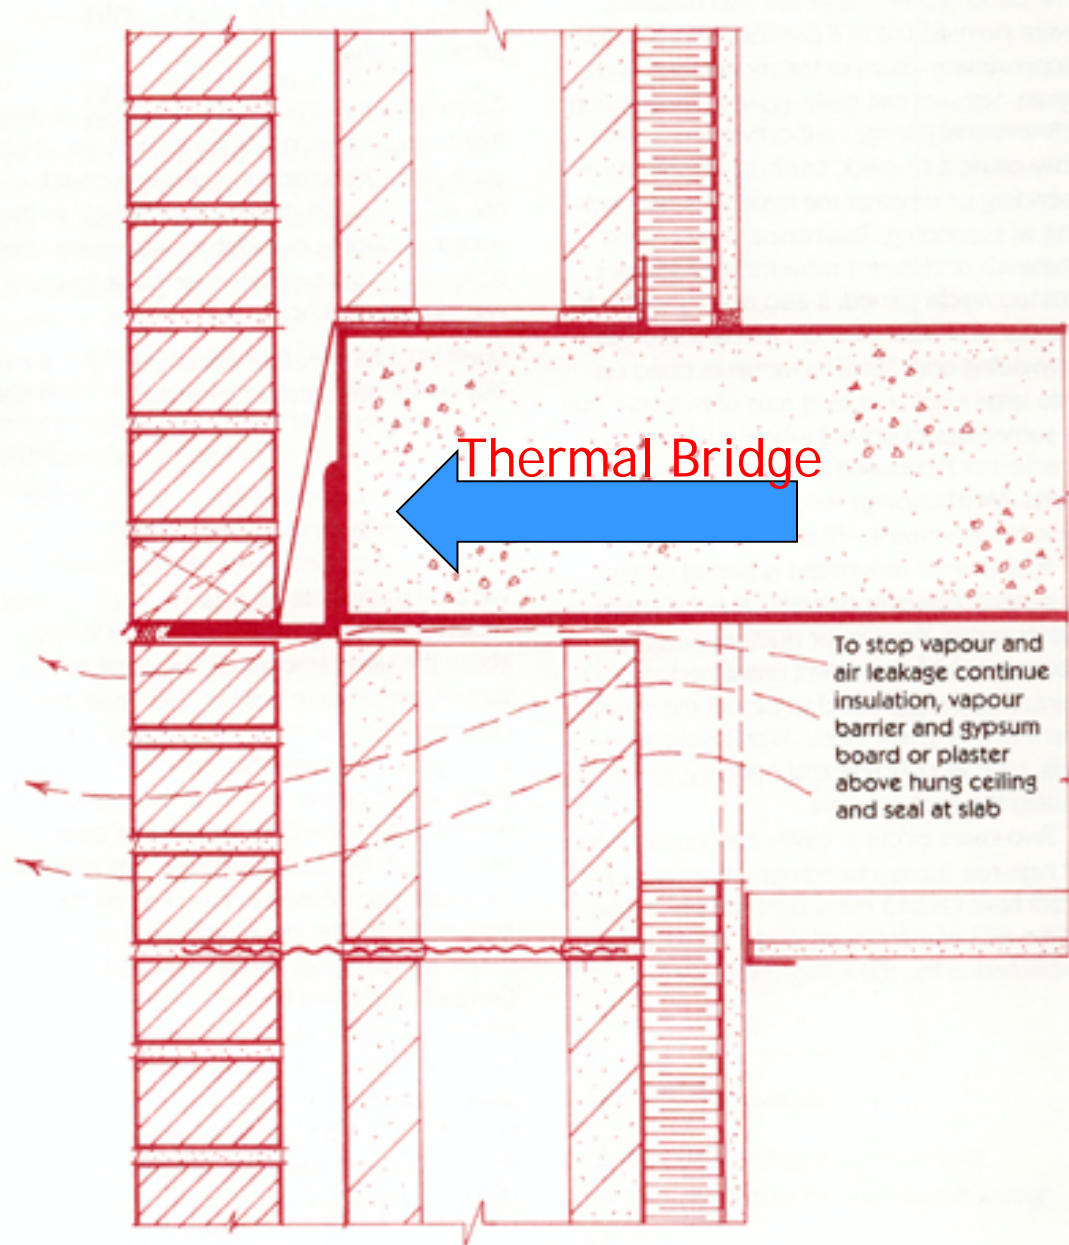 Thermal Bridge
To stop vapour and
air leakage continue
insulation, vapour
barrier and gypsum
board or plaster
above hung ceiling
and seal at slab